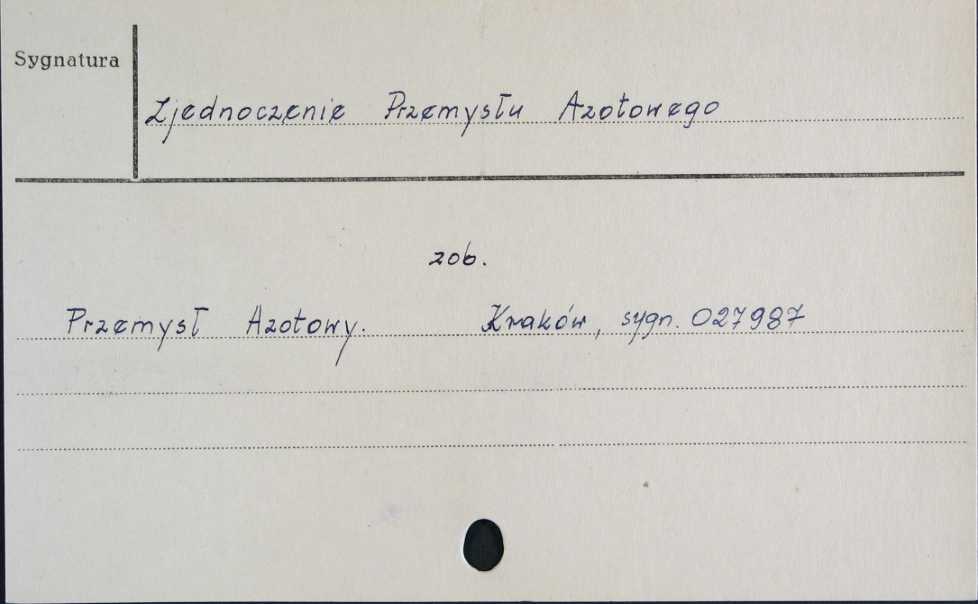 Sygnatura
Zjednoczenie Przemysłu Azotowego
zob.
Przemysł Azotowy. Kraków, sygn. 027987